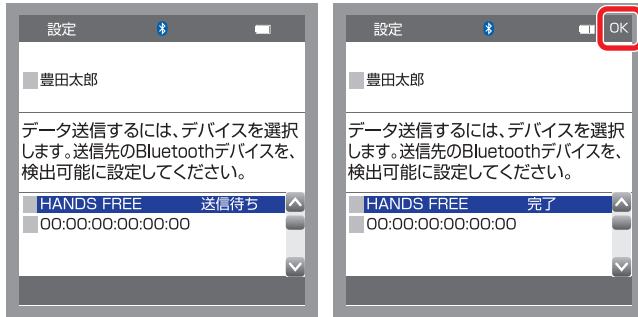 設定
豊田太郎
データ送信するには、デバイスを選択
します。送信先のBluetoothデバイスを、
検出可能に設定してください。
HANDS FREE 送信待ち
00:00:00:00:00:00
設定 OK
豊田太郎
データ送信するには、デバイスを選択
します。送信先のBluetoothデバイスを、
検出可能に設定してください。
HANDS FREE 完了
00:00:00:00:00:00